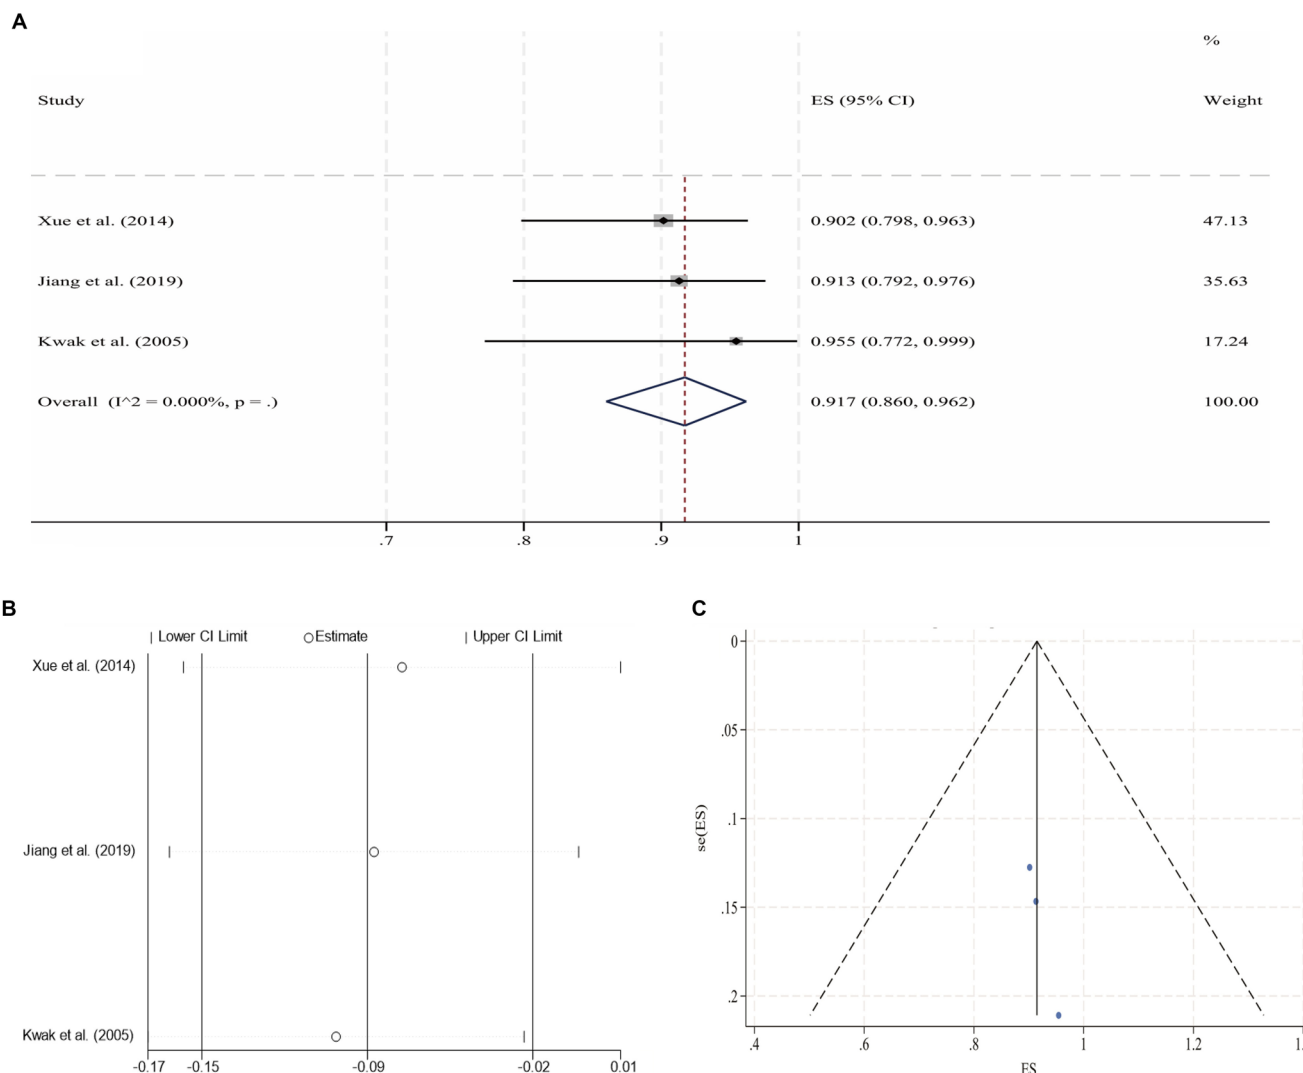 A
%
Study ES (95% CI) Weight
Xue et al. (2014) 0.902 (0.798, 0.963) 47.13
Jiang et al. (2019) 0.913 (0.792, 0.976) 35.63
Kwak et al. (2005) 0.955 (0.772, 0.999) 17.24
Overall (I^2 = 0.000%, p = .) 0.917 (0.860, 0.962) 100.00
.7 .8 .9 1
B
| Lower CI Limit ○Estimate | Upper CI Limit
Xue et al. (2014)
Jiang et al. (2019)
Kwak et al. (2005)
-0.17 -0.15 -0.09 -0.02 0.01
C
0
.05
.1
.15
.2
se(ES)
.4 .6 .8 1 1.2
ES